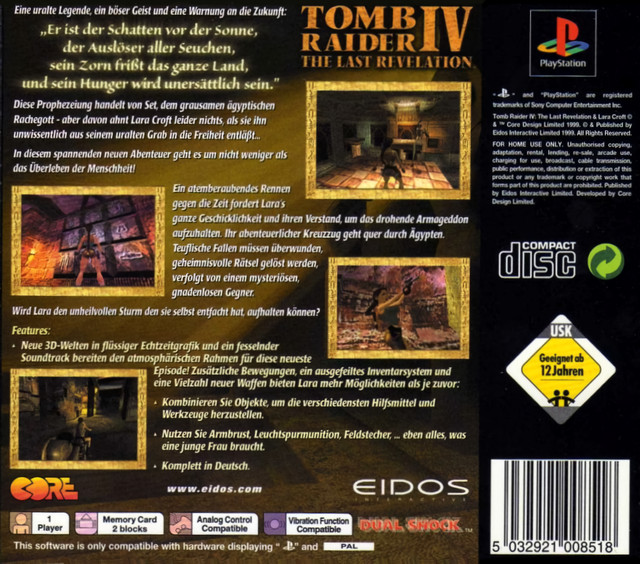 Eine uralte Legende, ein böser Geist und eine Warnung an die Zukunft:
„Er ist der Schatten vor der Sonne,
der Auslöser aller Seuchen,
sein Zorn frißt das ganze Land,
und sein Hunger wird unersättlich sein.“
TOMB
RAIDER IV
THE LAST REVELATION
Diese Prophezeiung handelt von Set, dem grausamen ägyptischen
Rachegott - aber davon ahnt Lara Croft leider nichts, als sie ihn
unwissentlich aus seinem uralten Grab in die Freiheit entläßt...
In diesem spannenden neuen Abenteuer geht es um nicht weniger als
das Überleben der Menschheit!
Ein atemberaubendes Rennen
gegen die Zeit fordert Lara's
ganze Geschicklichkeit und ihren Verstand, um das drohende Armageddon
aufzuhalten. Ihr abenteuerlicher Kreuzzug geht quer durch Ägypten.
Teuflische Fallen müssen überwunden,
geheimnisvolle Rätsel gelöst werden,
verfolgt von einem mysteriösen,
gnadenlosen Gegner.
Wird Lara den unheilvollen Sturm den sie selbst entfacht hat, aufhalten können?
Features:
• Neue 3D-Welten in flüssiger Echtzeitgrafik und ein fesselnder
Soundtrack bereiten den atmosphärischen Rahmen für diese neueste
Episode! Zusätzliche Bewegungen, ein ausgefeiltes Inventarsystem und
eine Vielzahl neuer Waffen bieten Lara mehr Möglichkeiten als je zuvor:
• Kombinieren Sie Objekte, um die verschiedensten Hilfsmittel und
Werkzeuge herzustellen.
• Nutzen Sie Armbrust, Leuchtspurmunition, Feldstecher, ... eben alles, was
eine junge Frau braucht.
• Komplett in Deutsch.
CORE
www.eidos.com
EIDOS
INTERACTIVE
1
Player
Memory Card
2 blocks
Analog Control
Compatible
Vibration Function
Compatible
DUAL SHOCK™
This software is only compatible with hardware displaying " " and PAL
PlayStation
" " and "PlayStation" are registered
trademarks of Sony Computer Entertainment Inc.
Tomb Raider IV: The Last Revelation & Lara Croft ©
& ™ Core Design Limited 1999. © & Published by
Eidos Interactive Limited 1999. All Rights Reserved.
FOR HOME USE ONLY. Unauthorised copying,
adaptation, rental, lending, re-sale, arcade use,
charging for use, broadcast, cable transmission,
public performance, distribution or extraction of this
product or any trademark or copyright work that
forms part of this product are prohibited. Published
by Eidos Interactive Limited. Developed by Core
Design Limited.
COMPACT
disc
USK
Geeignet ab
12 Jahren
5 032921 008518